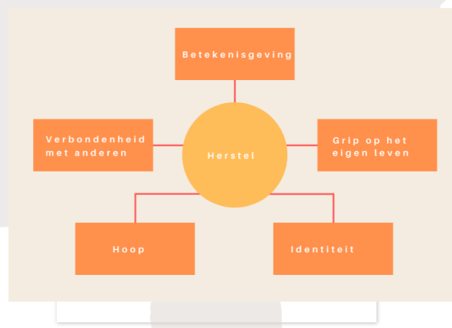 Betekenisgeving
Verbondenheid
met anderen
Herstel
Grip op het
eigen leven
Hoop
Identiteit